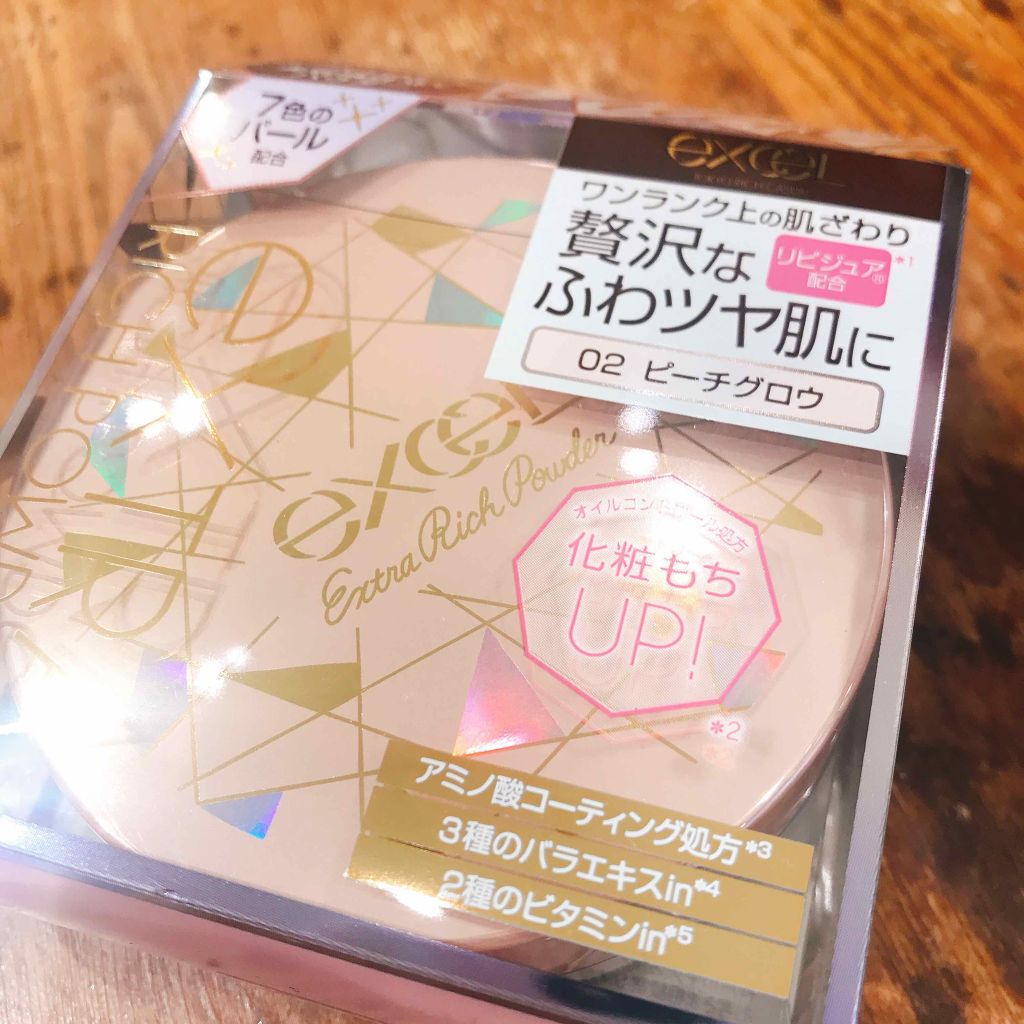 7色の
パール
配合
excel
ワンランク上の肌ざわり
贅沢な
リピジュア®
配合
*1
ふわツヤ肌に
02 ピーチグロウ
excel
Extra Rich Powder
オイルコントロール処方
化粧もち
UP!
*2
アミノ酸コーティング処方*3
3種のバラエキスin*4
2種のビタミンin*5